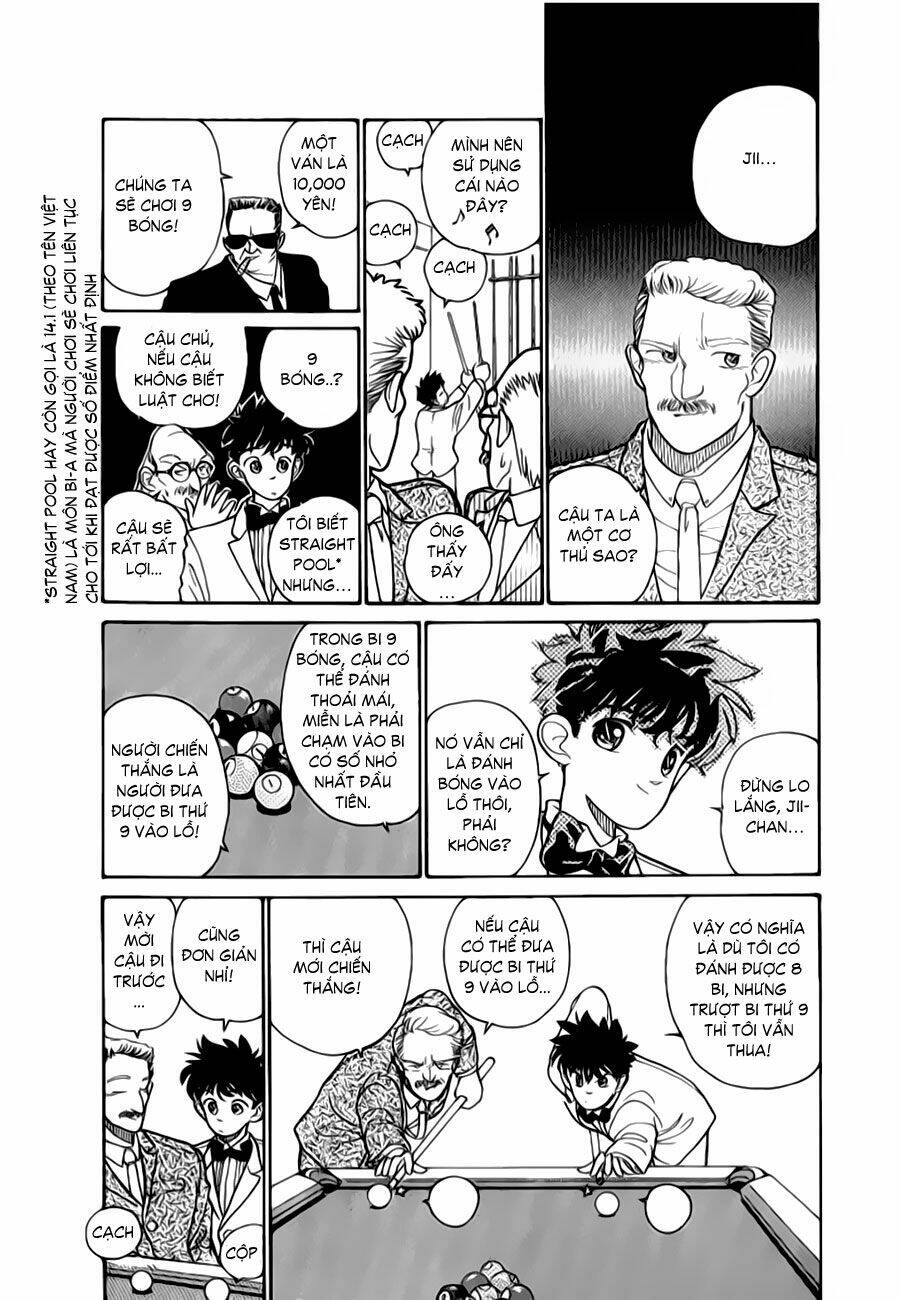 JII...
CẬU TA LÀ
MỘT CƠ
THỦ SAO?
MÌNH NÊN
SỬ DỤNG
CÁI NÀO
ĐÂY?
CẠCH
CẠCH
CẠCH
ÔNG
THẤY
ĐẤY
...
MỘT
VÁN LÀ
10,000
YÊN!
CHÚNG TA
SẼ CHƠI 9
BÓNG!
9
BÓNG..?
CẬU CHỦ,
NẾU CẬU
KHÔNG BIẾT
LUẬT CHƠI
TÔI BIẾT
STRAIGHT
POOL*
NHƯNG...
CẬU SẼ
RẤT BẤT
LỢI...
*STRAIGHT POOL HAY CÒN GỌI LÀ 14.1 (THEO TÊN VIỆT
NAM) LÀ MÔN BI-A MÀ NGƯỜI CHƠI SẼ CHƠI LIÊN TỤC
CHO TỚI KHI ĐẠT ĐƯỢC SỐ ĐIỂM NHẤT ĐỊNH
ĐỪNG LO
LẮNG, JII-
CHAN...
NÓ VẪN CHỈ
LÀ ĐÁNH
BÓNG VÀO
LỖ THÔI,
PHẢI
KHÔNG?
TRONG BI 9
BÓNG, CẬU CÓ
THỂ ĐÁNH
THOẢI MÁI,
MIỄN LÀ PHẢI
CHẠM VÀO BI
CÓ SỐ NHỎ
NHẤT ĐẦU
TIÊN.
NGƯỜI CHIẾN
THẮNG LÀ
NGƯỜI ĐƯA
ĐƯỢC BI THỨ
9 VÀO LỖ!
VẬY CÓ NGHĨA
LÀ DÙ TÔI CÓ
ĐÁNH ĐƯỢC 8
BI, NHƯNG
TRƯỢT BI THỨ 9
THÌ TÔI VẪN
THUA!
NẾU CẬU
CÓ THỂ ĐƯA
ĐƯỢC BI THỨ
9 VÀO LỖ...
THÌ CẬU
MỚI CHIẾN
THẮNG!
CŨNG
ĐƠN GIẢN
NHỈ!
VẬY
MỜI
CẬU ĐI
TRƯỚC
...
CẠCH
CỘP